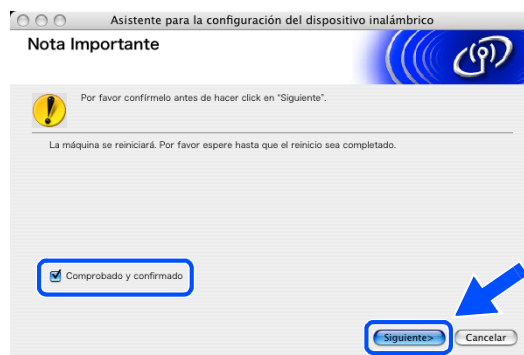 Asistente para la configuración del dispositivo inalámbrico
Nota Importante
Por favor confírmelo antes de hacer click en "Siguiente".
La máquina se reiniciará. Por favor espere hasta que el reinicio sea completado.
Comprobado y confirmado
Siguiente>
Cancelar